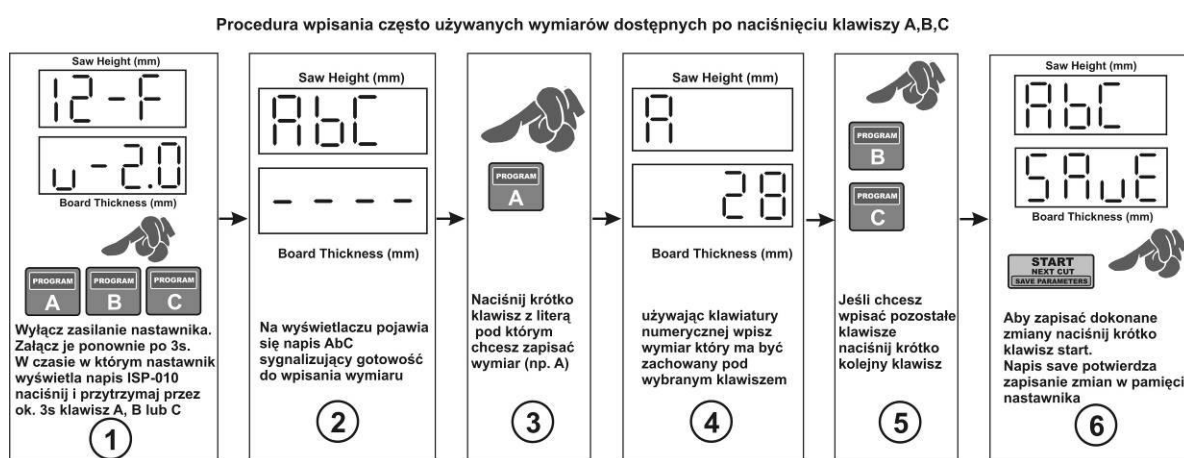 Procedura wpisania często używanych wymiarów dostępnych po naciśnięciu klawiszy A,B,C
Saw Height (mm)
12-F
u-2.0
Board Thickness (mm)
PROGRAM
A
PROGRAM
B
PROGRAM
C
Wyłącz zasilanie nastawnika.
Załącz je ponownie po 3s.
W czasie w którym nastawnik
wyświetla napis ISP-010
naciśnij i przytrzymaj przez
ok. 3s klawisz A, B lub C
1
Saw Height (mm)
AbC
- - - -
Board Thickness (mm)
Na wyświetlaczu pojawia
się napis AbC
sygnalizujący gotowość
do wpisania wymiaru
2
PROGRAM
A
Naciśnij krótko
klawisz z literą
pod którym
chcesz zapisać
wymiar (np. A)
3
Saw Height (mm)
A
28
Board Thickness (mm)
używając klawiatury
numerycznej wpisz
wymiar który ma być
zachowany pod
wybranym klawiszem
4
PROGRAM
B
PROGRAM
C
Jeśli chcesz
wpisać pozostałe
klawisze
naciśnij krótko
kolejny klawisz
5
Saw Height (mm)
AbC
SAuE
Board Thickness (mm)
START
NEXT CUT
SAVE PARAMETERS
Aby zapisać dokonane
zmiany naciśnij krótko
klawisz start.
Napis save potwierdza
zapisanie zmian w pamięci
nastawnika
6